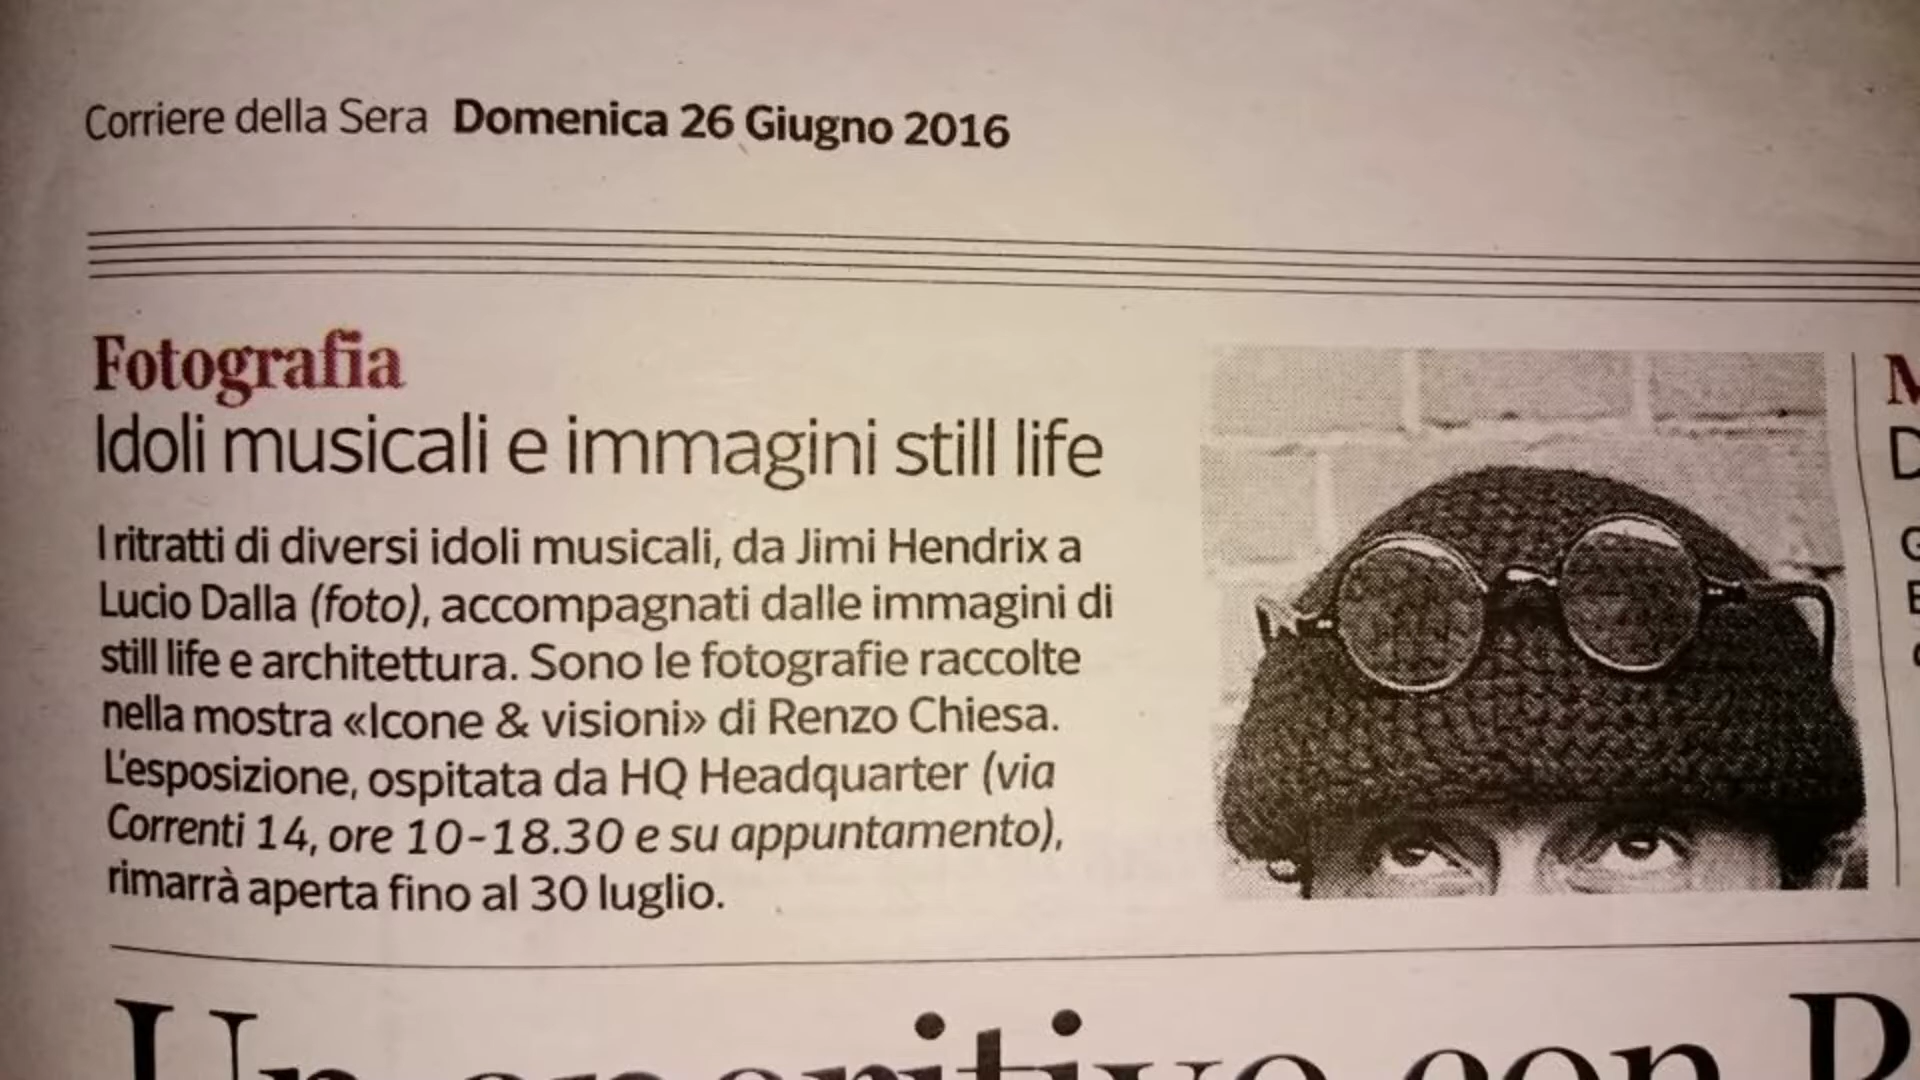 Corriere della Sera Domenica 26 Giugno 2016
Fotografia
Idoli musicali e immagini still life
I ritratti di diversi idoli musicali, da Jimi Hendrix a
Lucio Dalla (foto), accompagnati dalle immagini di
still life e architettura. Sono le fotografie raccolte
nella mostra «Icone & visioni» di Renzo Chiesa.
L'esposizione, ospitata da HQ Headquarter (via
Correnti 14, ore 10-18.30 e su appuntamento),
rimarrà aperta fino al 30 luglio.
Un aperitivo con